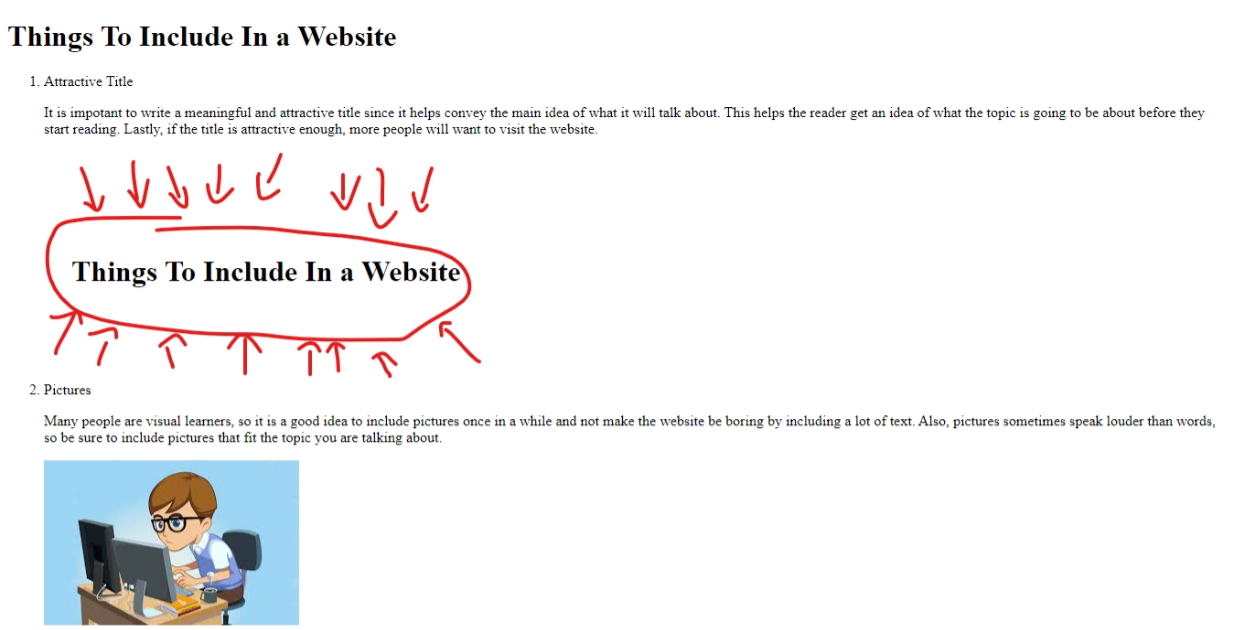 Things To Include In a Website
1. Attractive Title
It is impotant to write a meaningful and attractive title since it helps convey the main idea of what it will talk about. This helps the reader get an idea of what the topic is going to be about before they
start reading. Lastly, if the title is attractive enough, more people will want to visit the website.
Things To Include In a Website
2. Pictures
Many people are visual learners, so it is a good idea to include pictures once in a while and not make the website be boring by including a lot of text. Also, pictures sometimes speak louder than words,
so be sure to include pictures that fit the topic you are talking about.